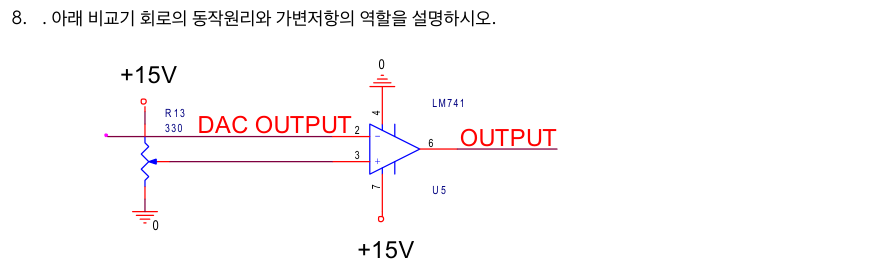 8. . 아래 비교기 회로의 동작원리와 가변저항의 역할을 설명하시오.
0
+15V
LM741
4
R13
330
DAC OUTPUT
2
-
6
OUTPUT
3
+
7
U5
0
+15V